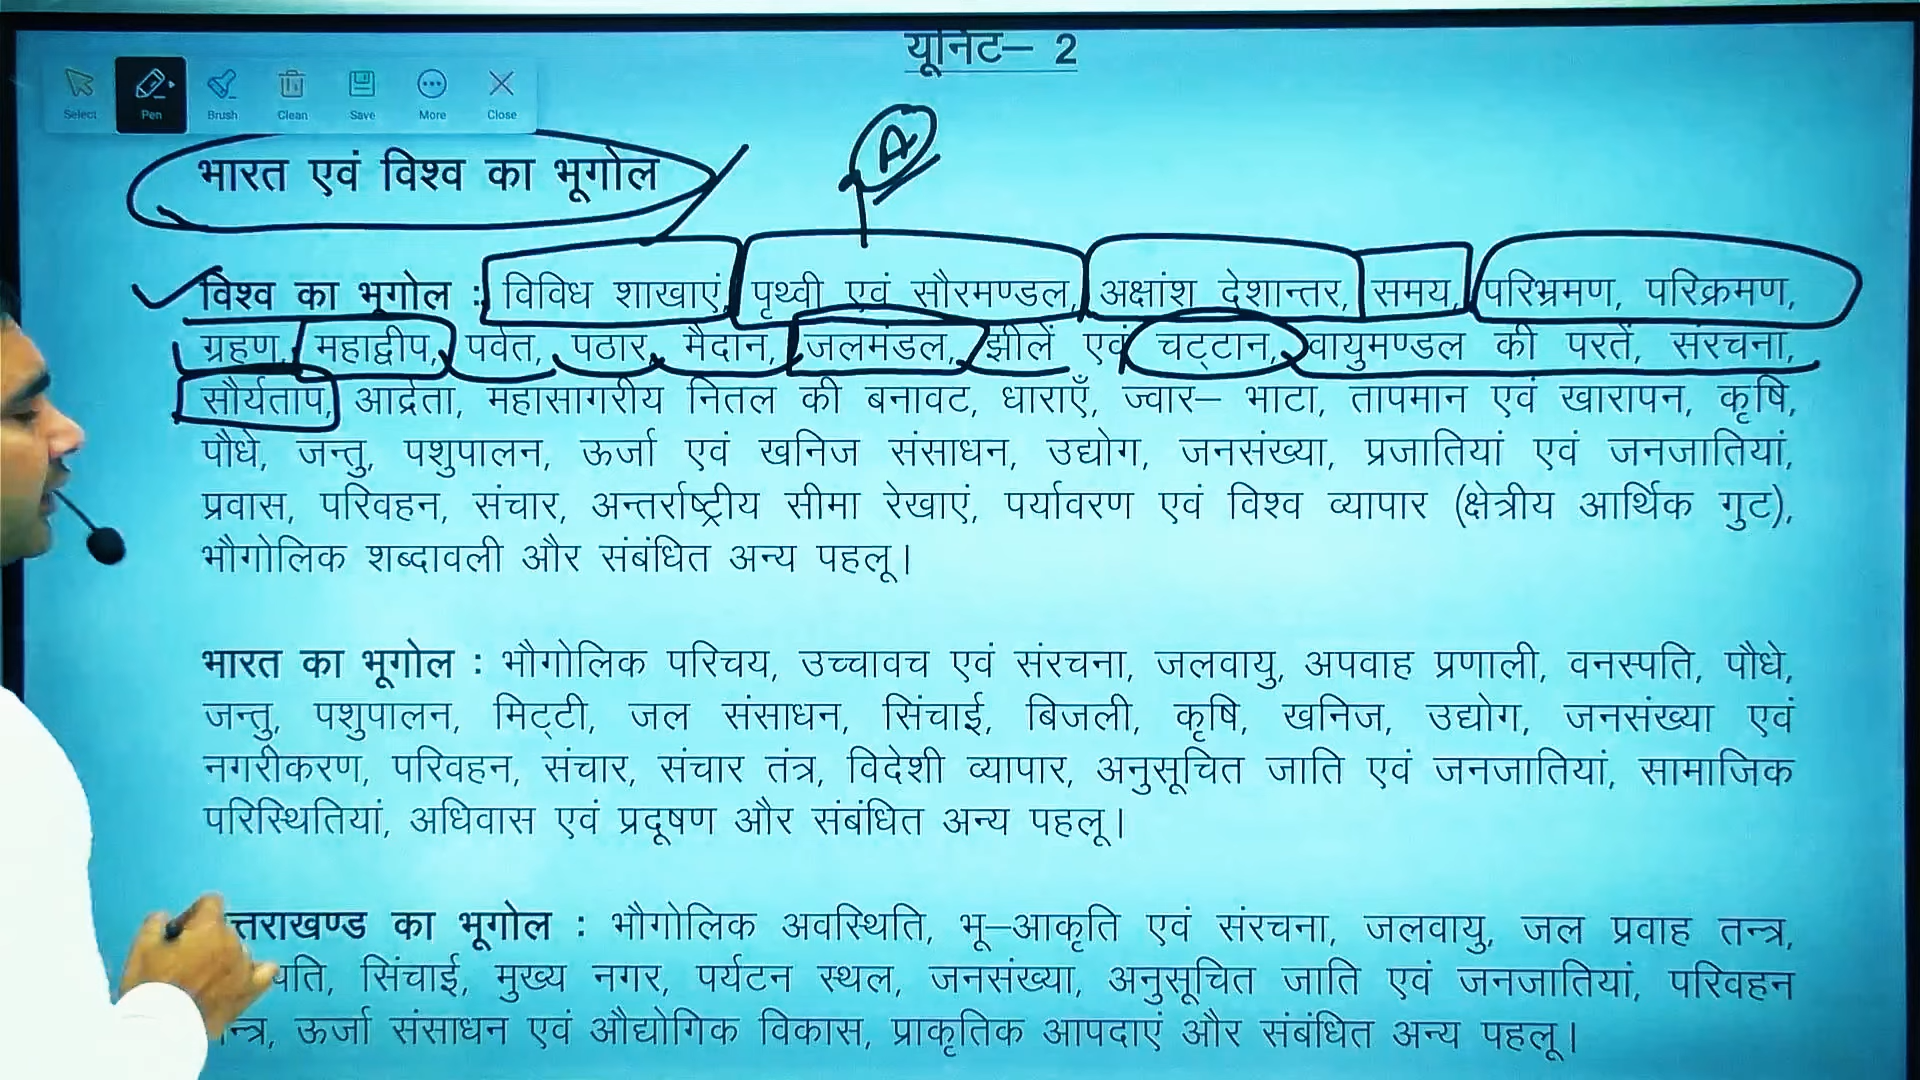 यूनिट– 2
Select Pen Brush Clean Save More Close
A
भारत एवं विश्व का भूगोल
विश्व का भूगोल : विविध शाखाएं, पृथ्वी एवं सौरमण्डल, अक्षांश देशान्तर, समय, परिभ्रमण, परिक्रमण,
ग्रहण, महाद्वीप, पर्वत, पठार, मैदान, जलमंडल, झीलें एवं चट्टान, वायुमण्डल की परतें, संरचना,
सौर्यताप, आर्द्रता, महासागरीय नितल की बनावट, धाराएँ, ज्वार– भाटा, तापमान एवं खारापन, कृषि,
पौधे, जन्तु, पशुपालन, ऊर्जा एवं खनिज संसाधन, उद्योग, जनसंख्या, प्रजातियां एवं जनजातियां,
प्रवास, परिवहन, संचार, अन्तर्राष्ट्रीय सीमा रेखाएं, पर्यावरण एवं विश्व व्यापार (क्षेत्रीय आर्थिक गुट),
भौगोलिक शब्दावली और संबंधित अन्य पहलू।
भारत का भूगोल : भौगोलिक परिचय, उच्चावच एवं संरचना, जलवायु, अपवाह प्रणाली, वनस्पति, पौधे,
जन्तु, पशुपालन, मिट्टी, जल संसाधन, सिंचाई, बिजली, कृषि, खनिज, उद्योग, जनसंख्या एवं
नगरीकरण, परिवहन, संचार, संचार तंत्र, विदेशी व्यापार, अनुसूचित जाति एवं जनजातियां, सामाजिक
परिस्थितियां, अधिवास एवं प्रदूषण और संबंधित अन्य पहलू।
त्तराखण्ड का भूगोल : भौगोलिक अवस्थिति, भू–आकृति एवं संरचना, जलवायु, जल प्रवाह तन्त्र,
पति, सिंचाई, मुख्य नगर, पर्यटन स्थल, जनसंख्या, अनुसूचित जाति एवं जनजातियां, परिवहन
न्त्र, ऊर्जा संसाधन एवं औद्योगिक विकास, प्राकृतिक आपदाएं और संबंधित अन्य पहलू।